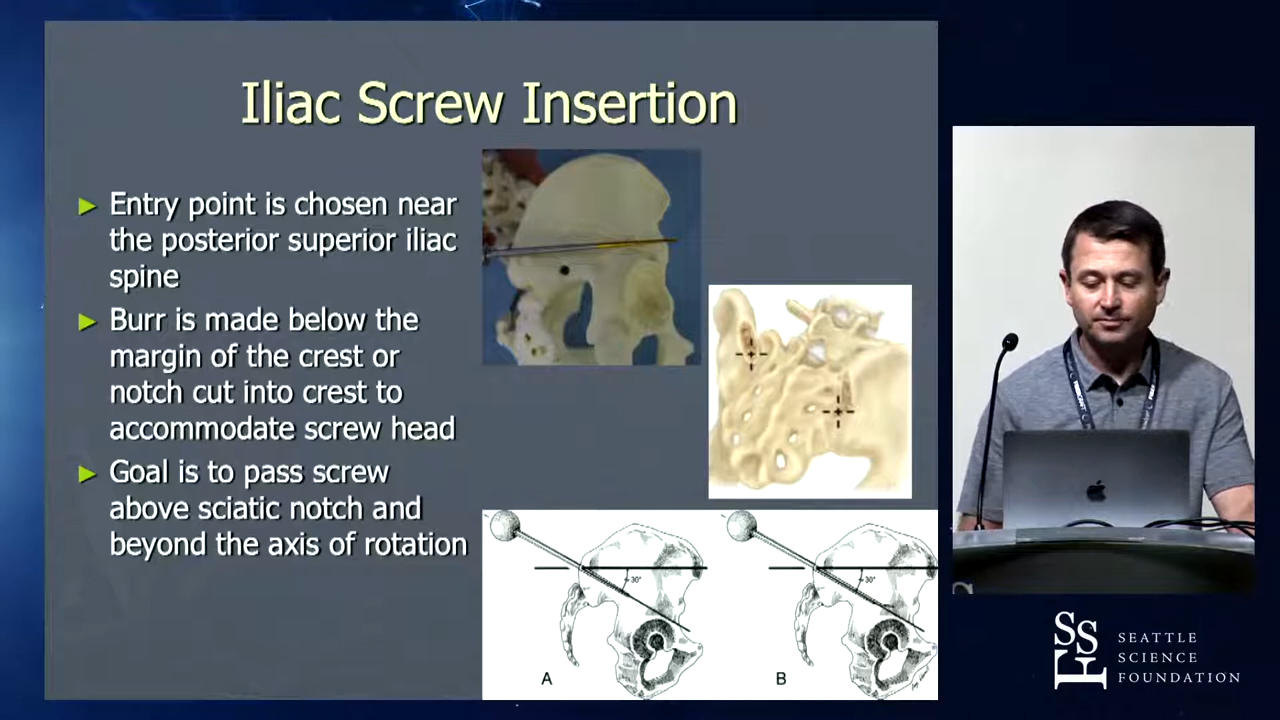 Iliac Screw Insertion
Entry point is chosen near
the posterior superior iliac
spine
Burr is made below the
margin of the crest or
notch cut into crest to
accommodate screw head
Goal is to pass screw
above sciatic notch and
beyond the axis of rotation
30°
30°
A
B
SSF
SEATTLE
SCIENCE
FOUNDATION